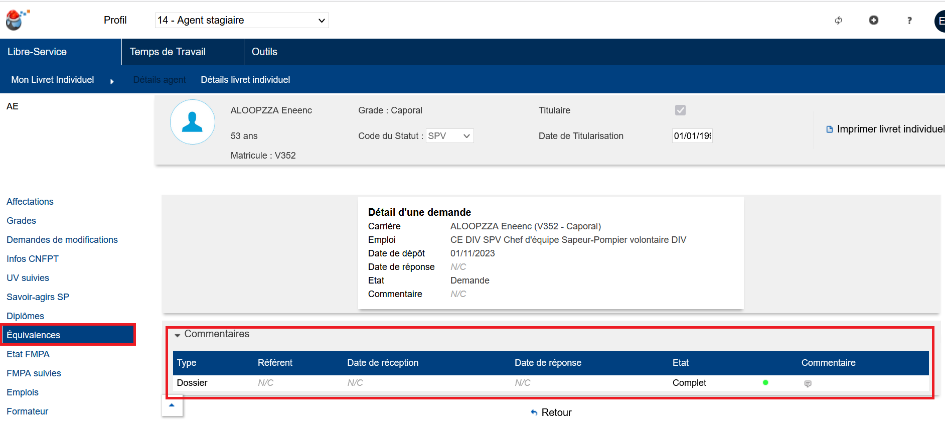 Profil 14 - Agent stagiaire ? E
Libre-Service Temps de Travail Outils
Mon Livret Individuel Détails agent Détails livret individuel
AE
ALOOPZZA Eneenc Grade : Caporal Titulaire
53 ans Code du Statut : SPV Date de Titularisation 01/01/199
Imprimer livret individuel
Matricule : V352
Affectations
Grades
Demandes de modifications
Infos CNFPT
UV suivies
Savoir-agirs SP
Diplômes
Équivalences
Etat FMPA
FMPA suivies
Emplois
Formateur
Détail d'une demande
Carrière ALOOPZZA Eneenc (V352 - Caporal)
Emploi CE DIV SPV Chef d'équipe Sapeur-Pompier volontaire DIV
Date de dépôt 01/11/2023
Date de réponse N/C
Etat Demande
Commentaire N/C
Commentaires
Type Référent Date de réception Date de réponse Etat Commentaire
Dossier N/C N/C N/C Complet
Retour